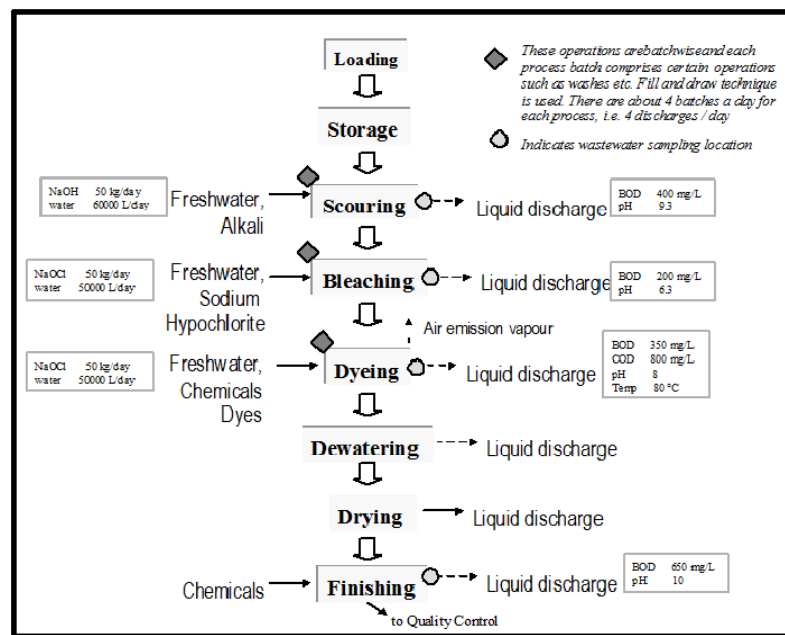 Loading
These operations arebatchwiseand each
process batch comprises certain operations
such as washes etc. Fill and draw technique
is used. There are about 4 batches a day for
each process, i.e. 4 discharges / day
Storage
Indicates wastewater sampling location
NaOH 50 kg/day
water 60000 L/day
Freshwater,
Alkali
Scouring
Liquid discharge
BOD 400 mg/L
pH 9.3
NaOCl 50 kg/day
water 50000 L/day
Freshwater,
Sodium
Hypochlorite
Bleaching
Liquid discharge
BOD 200 mg/L
pH 6.3
Air emission vapour
NaOCl 50 kg/day
water 50000 L/day
Freshwater,
Chemicals
Dyes
Dyeing
Liquid discharge
BOD 350 mg/L
COD 800 mg/L
pH 8
Temp 80 °C
Dewatering
Liquid discharge
Drying
Liquid discharge
Chemicals
Finishing
Liquid discharge
BOD 650 mg/L
pH 10
to Quality Control